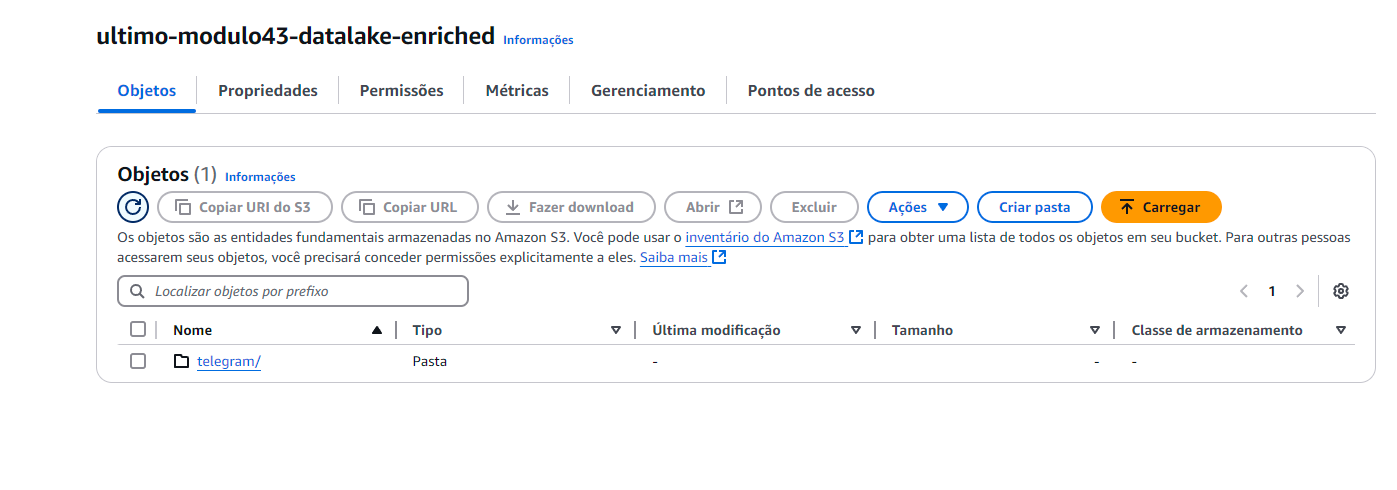 ultimo-modulo43-datalake-enriched Informações
Objetos Propriedades Permissões Métricas Gerenciamento Pontos de acesso
Objetos (1) Informações
Copiar URI do S3 Copiar URL Fazer download Abrir Excluir Ações Criar pasta Carregar
Os objetos são as entidades fundamentais armazenadas no Amazon S3. Você pode usar o inventário do Amazon S3 para obter uma lista de todos os objetos em seu bucket. Para outras pessoas
acessarem seus objetos, você precisará conceder permissões explicitamente a eles. Saiba mais
Localizar objetos por prefixo 1
Nome Tipo Última modificação Tamanho Classe de armazenamento
telegram/ Pasta - - -